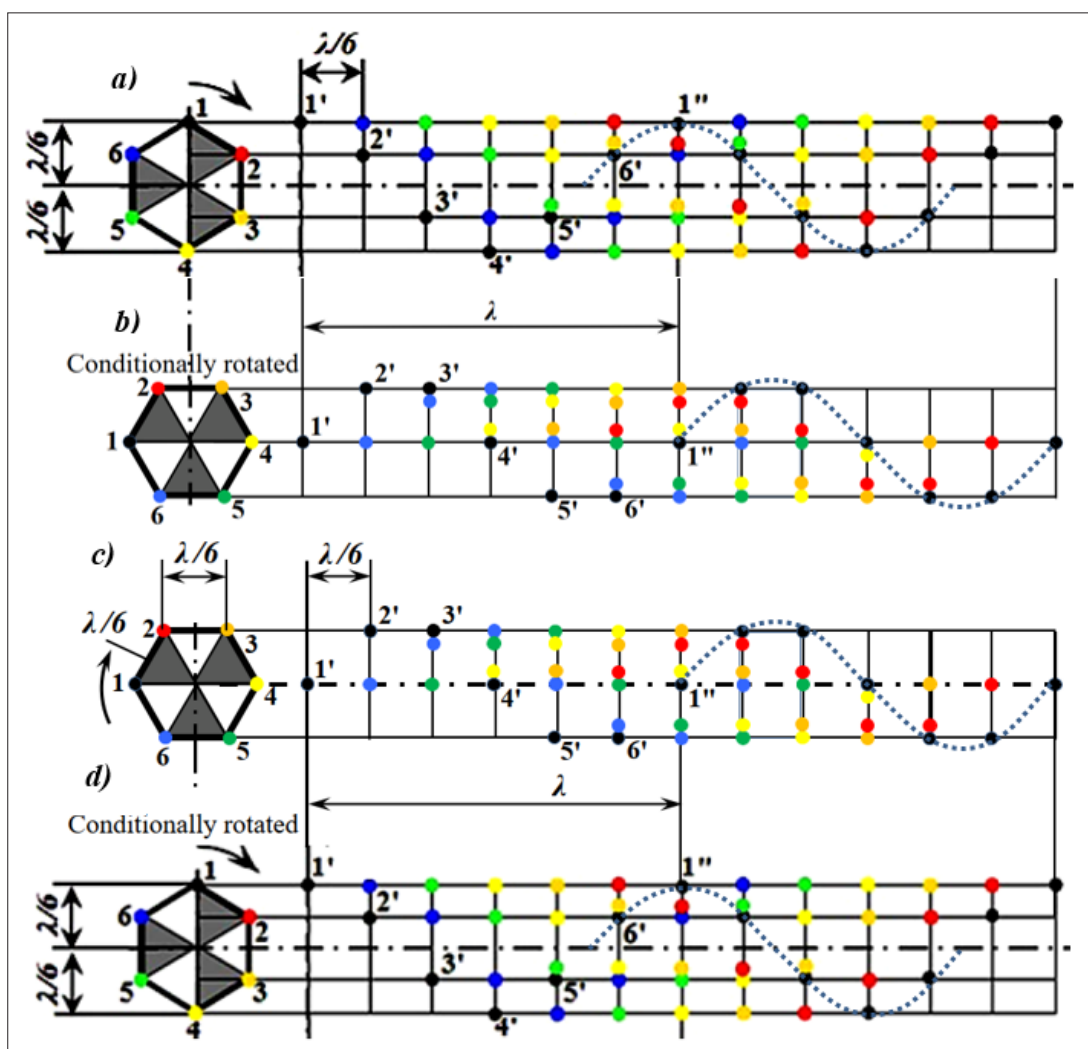 λ/6
a)
1 1' 1''
6 2 2' 6'
λ/6
λ/6
5 3 3' 5'
4 4'
b)
λ
Conditionally rotated
2 3 2' 3'
1 4 1' 4' 1''
6 5 5' 6'
c) λ/6 λ/6
λ/6
2 3 2' 3'
1 4 1' 4' 1''
6 5 5' 6'
d)
λ
Conditionally rotated
1 1' 1''
6 2 2' 6'
λ/6
λ/6
5 3 3' 5'
4 4'